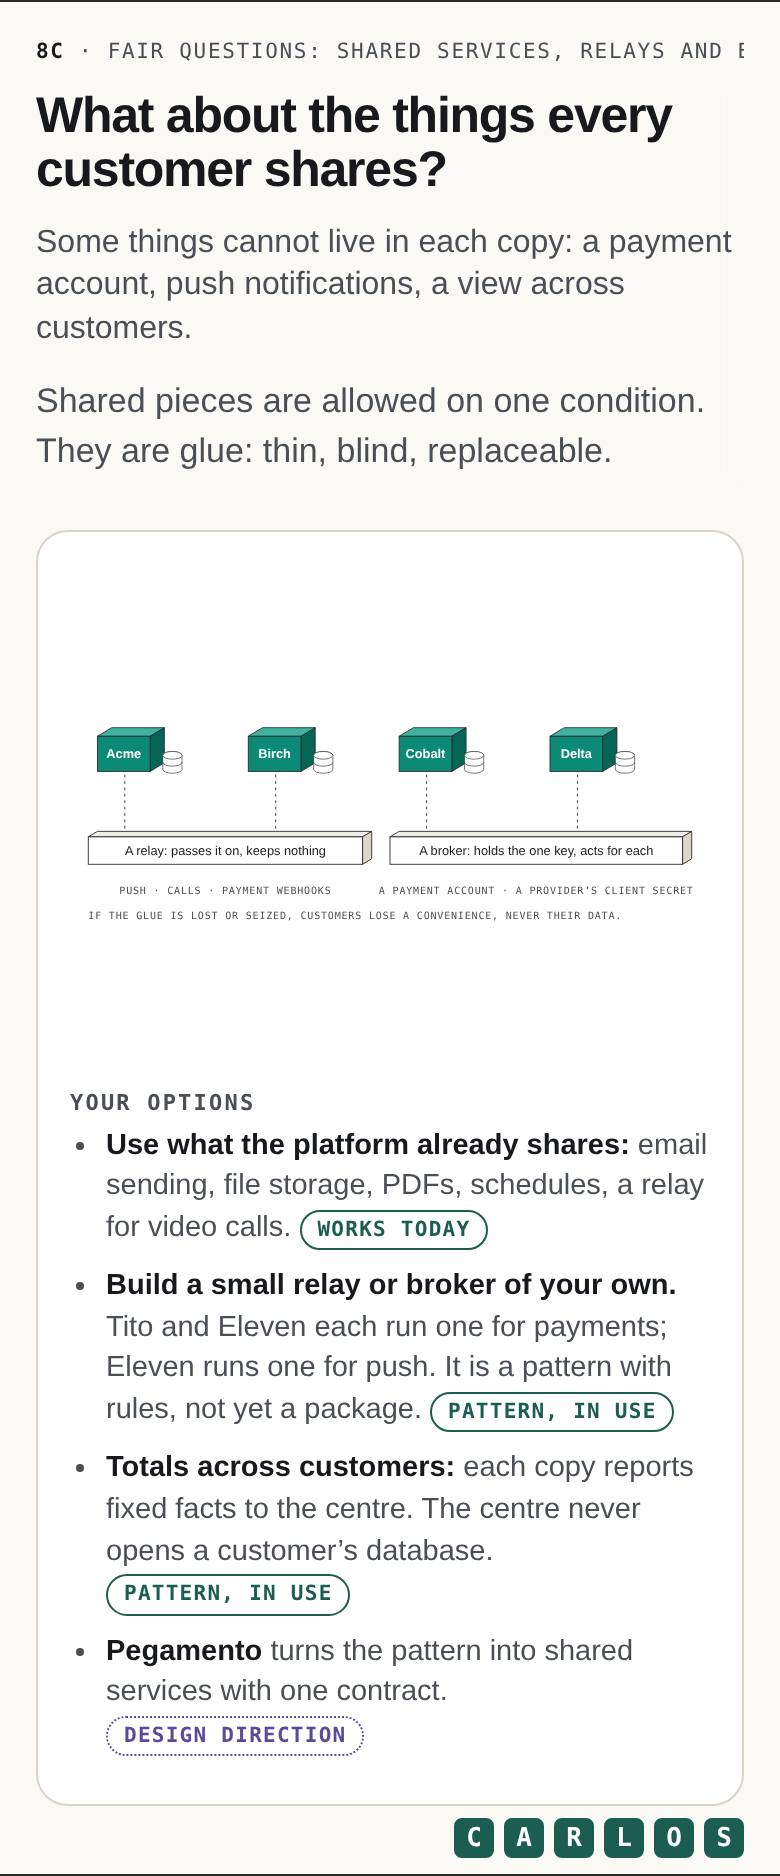 8C · FAIR QUESTIONS: SHARED SERVICES, RELAYS AND
What about the things every
customer shares?
Some things cannot live in each copy: a payment
account, push notifications, a view across
customers.
Shared pieces are allowed on one condition.
They are glue: thin, blind, replaceable.
Acme
Birch
Cobalt
Delta
A relay: passes it on, keeps nothing
A broker: holds the one key, acts for each
PUSH · CALLS · PAYMENT WEBHOOKS
A PAYMENT ACCOUNT · A PROVIDER’S CLIENT SECRET
IF THE GLUE IS LOST OR SEIZED, CUSTOMERS LOSE A CONVENIENCE, NEVER THEIR DATA.
YOUR OPTIONS
• Use what the platform already shares: email
sending, file storage, PDFs, schedules, a relay
for video calls. WORKS TODAY
• Build a small relay or broker of your own.
Tito and Eleven each run one for payments;
Eleven runs one for push. It is a pattern with
rules, not yet a package. PATTERN, IN USE
• Totals across customers: each copy reports
fixed facts to the centre. The centre never
opens a customer’s database.
PATTERN, IN USE
• Pegamento turns the pattern into shared
services with one contract.
DESIGN DIRECTION
CARLOS